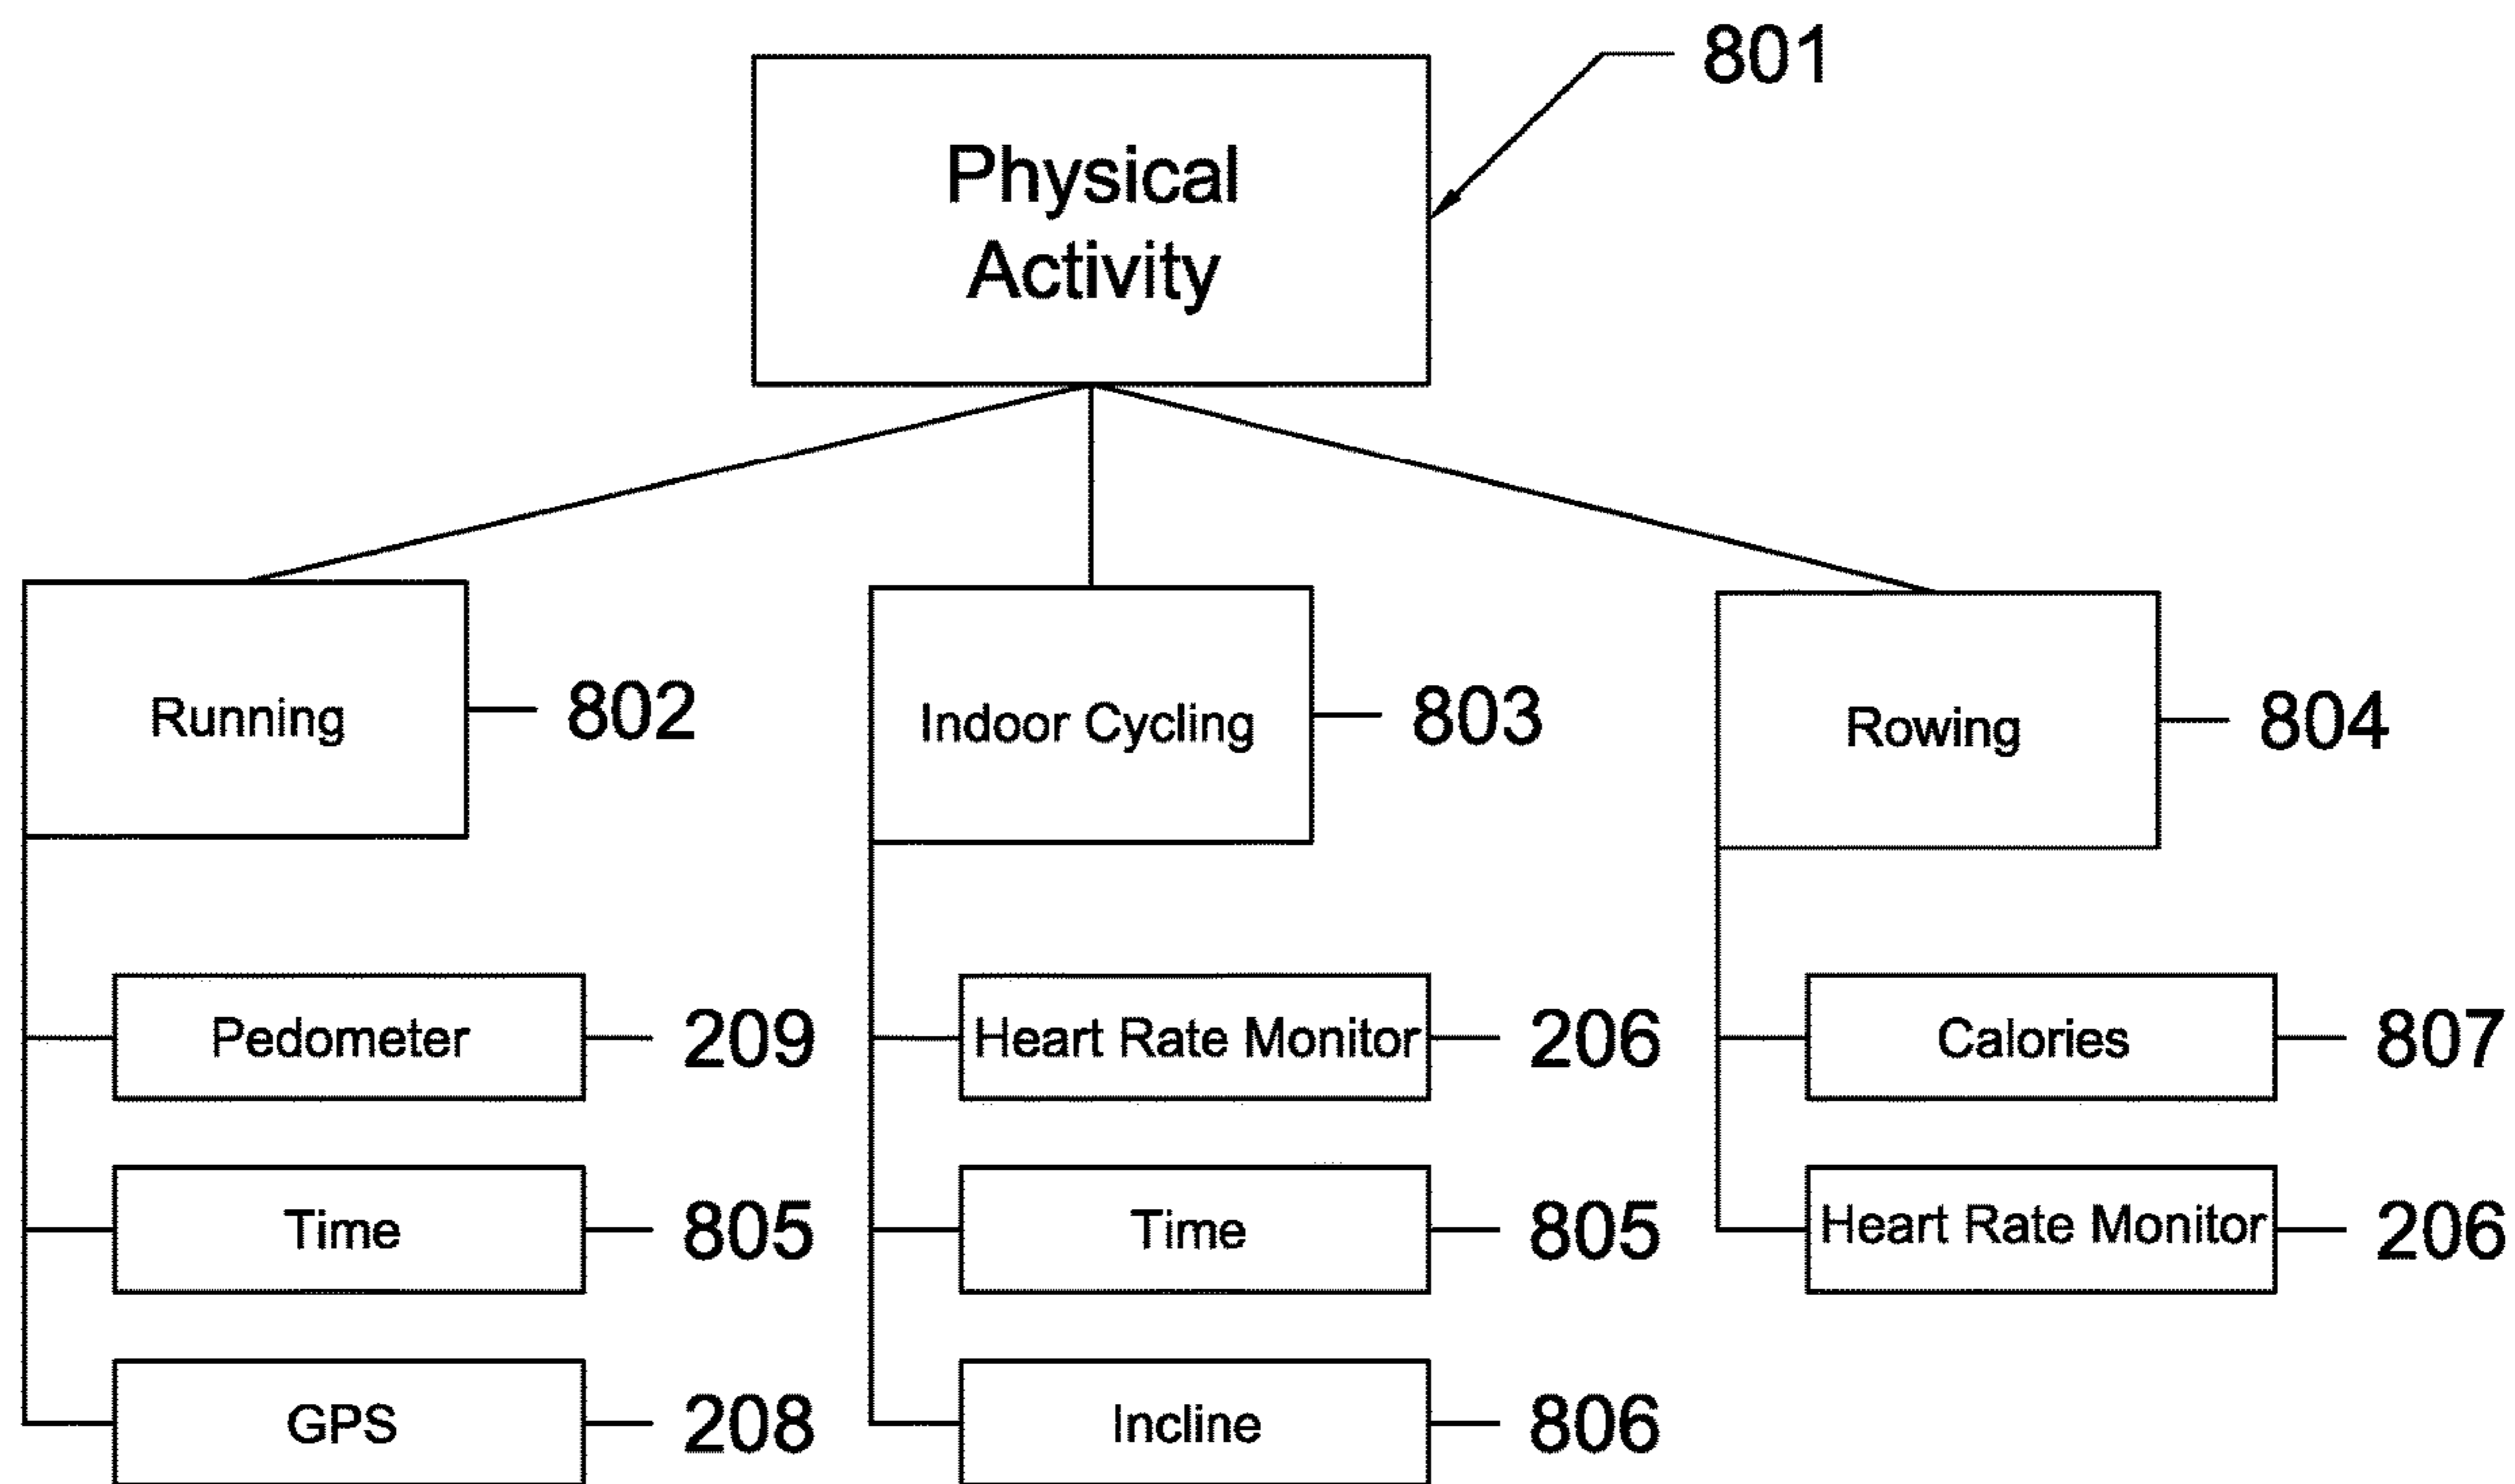 801
Physical
Activity
Running
802
Indoor Cycling
803
Rowing
804
Pedometer
209
Heart Rate Monitor
206
Calories
807
Time
805
Time
805
Heart Rate Monitor
206
GPS
208
Incline
806